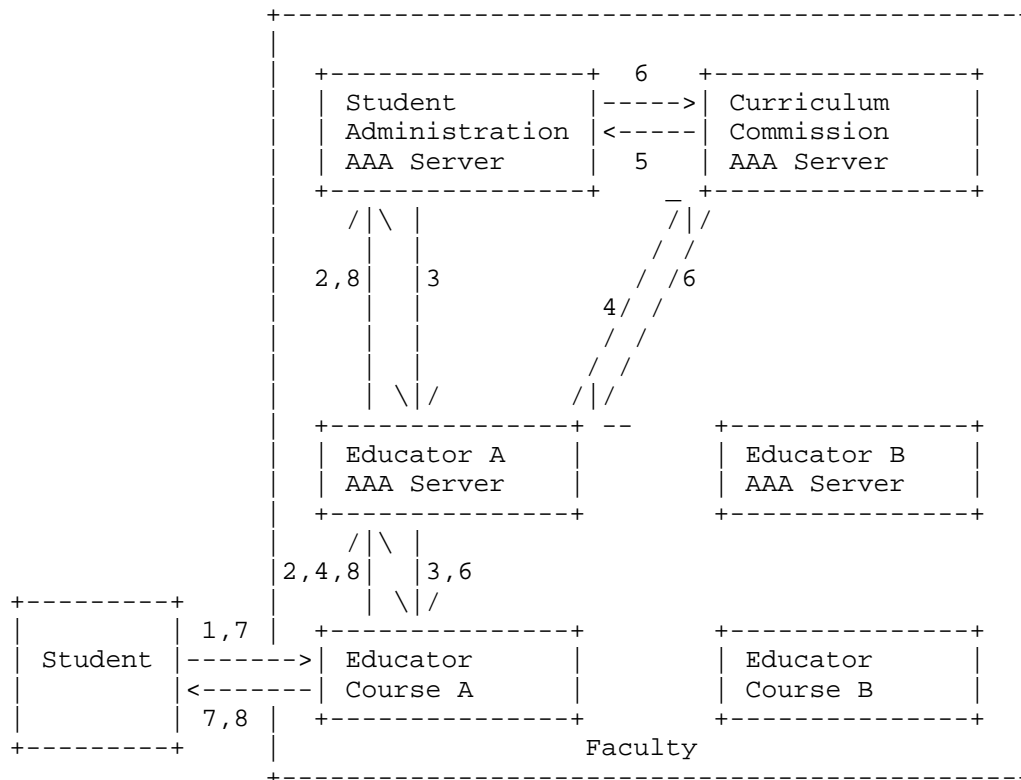 6
Student Curriculum
Administration Commission
AAA Server 5 AAA Server
2,8 3 6
4
Educator A Educator B
AAA Server AAA Server
2,4,8 3,6
1,7
Student Educator Educator
Course A Course B
7,8
Faculty